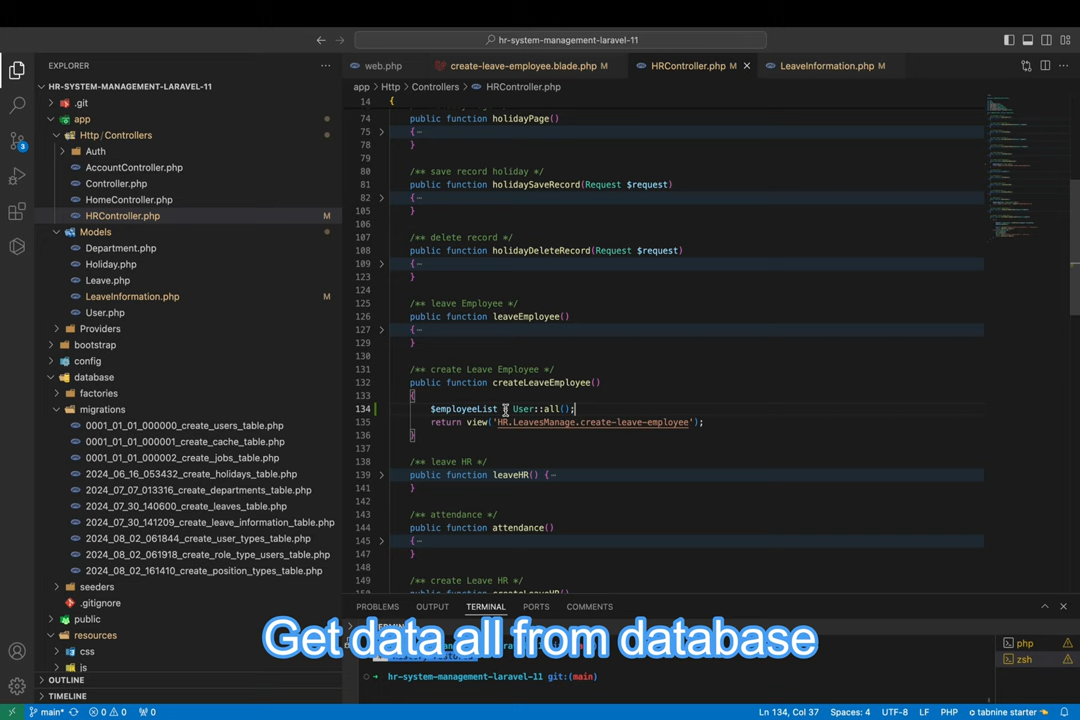 hr-system-management-laravel-11
EXPLORER
web.php
create-leave-employee.blade.php M
HRController.php M
LeaveInformation.php M
HR-SYSTEM-MANAGEMENT-LARAVEL-11
app > Http > Controllers > HRController.php
.git
app
Http / Controllers
Auth
AccountController.php
Controller.php
HomeController.php
HRController.php M
Models
Department.php
Holiday.php
Leave.php
LeaveInformation.php M
User.php
Providers
bootstrap
config
database
factories
migrations
0001_01_01_000000_create_users_table.php
0001_01_01_000001_create_cache_table.php
0001_01_01_000002_create_jobs_table.php
2024_06_16_053432_create_holidays_table.php
2024_07_07_013316_create_departments_table.php
2024_07_30_140600_create_leaves_table.php
2024_07_30_141209_create_leave_information_table.php
2024_08_02_061844_create_user_types_table.php
2024_08_02_061918_create_role_type_users_table.php
2024_08_02_161410_create_position_types_table.php
seeders
.gitignore
public
resources
css
js
OUTLINE
TIMELINE
3
14 {
74 public function holidayPage()
75 {
78 }
79
80 /** save record holiday */
81 public function holidaySaveRecord(Request $request)
82 {
105 }
106
107 /** delete record */
108 public function holidayDeleteRecord(Request $request)
109 {
123 }
124
125 /** leave Employee */
126 public function leaveEmployee()
127 {
129 }
130
131 /** create Leave Employee */
132 public function createLeaveEmployee()
133 {
134 $employeeList = User::all();
135 return view('HR.LeavesManage.create-leave-employee');
136 }
137
138 /** leave HR */
139 public function leaveHR() {
141 }
142
143 /** attendance */
144 public function attendance()
145 {
147 }
148
149 /** create Leave HR */
PROBLEMS OUTPUT TERMINAL PORTS COMMENTS
Get data all from database
php
zsh
hr-system-management-laravel-11 git:(main)
main* 0 0 0 Ln 134, Col 37 Spaces: 4 UTF-8 LF PHP tabnine starter